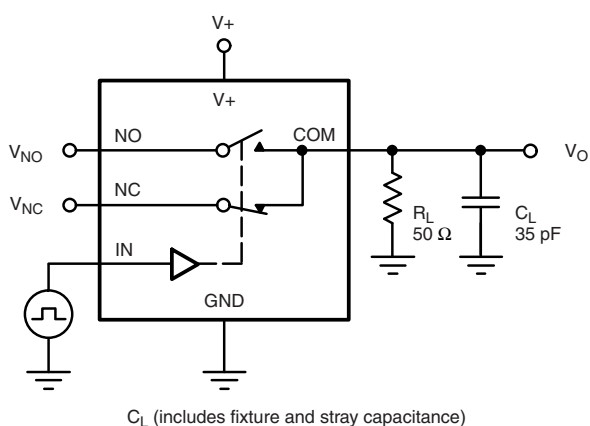 V+
V+
NO
COM
V_NO
V_O
NC
V_NC
R_L
50 Ω
C_L
35 pF
IN
GND
C_L (includes fixture and stray capacitance)